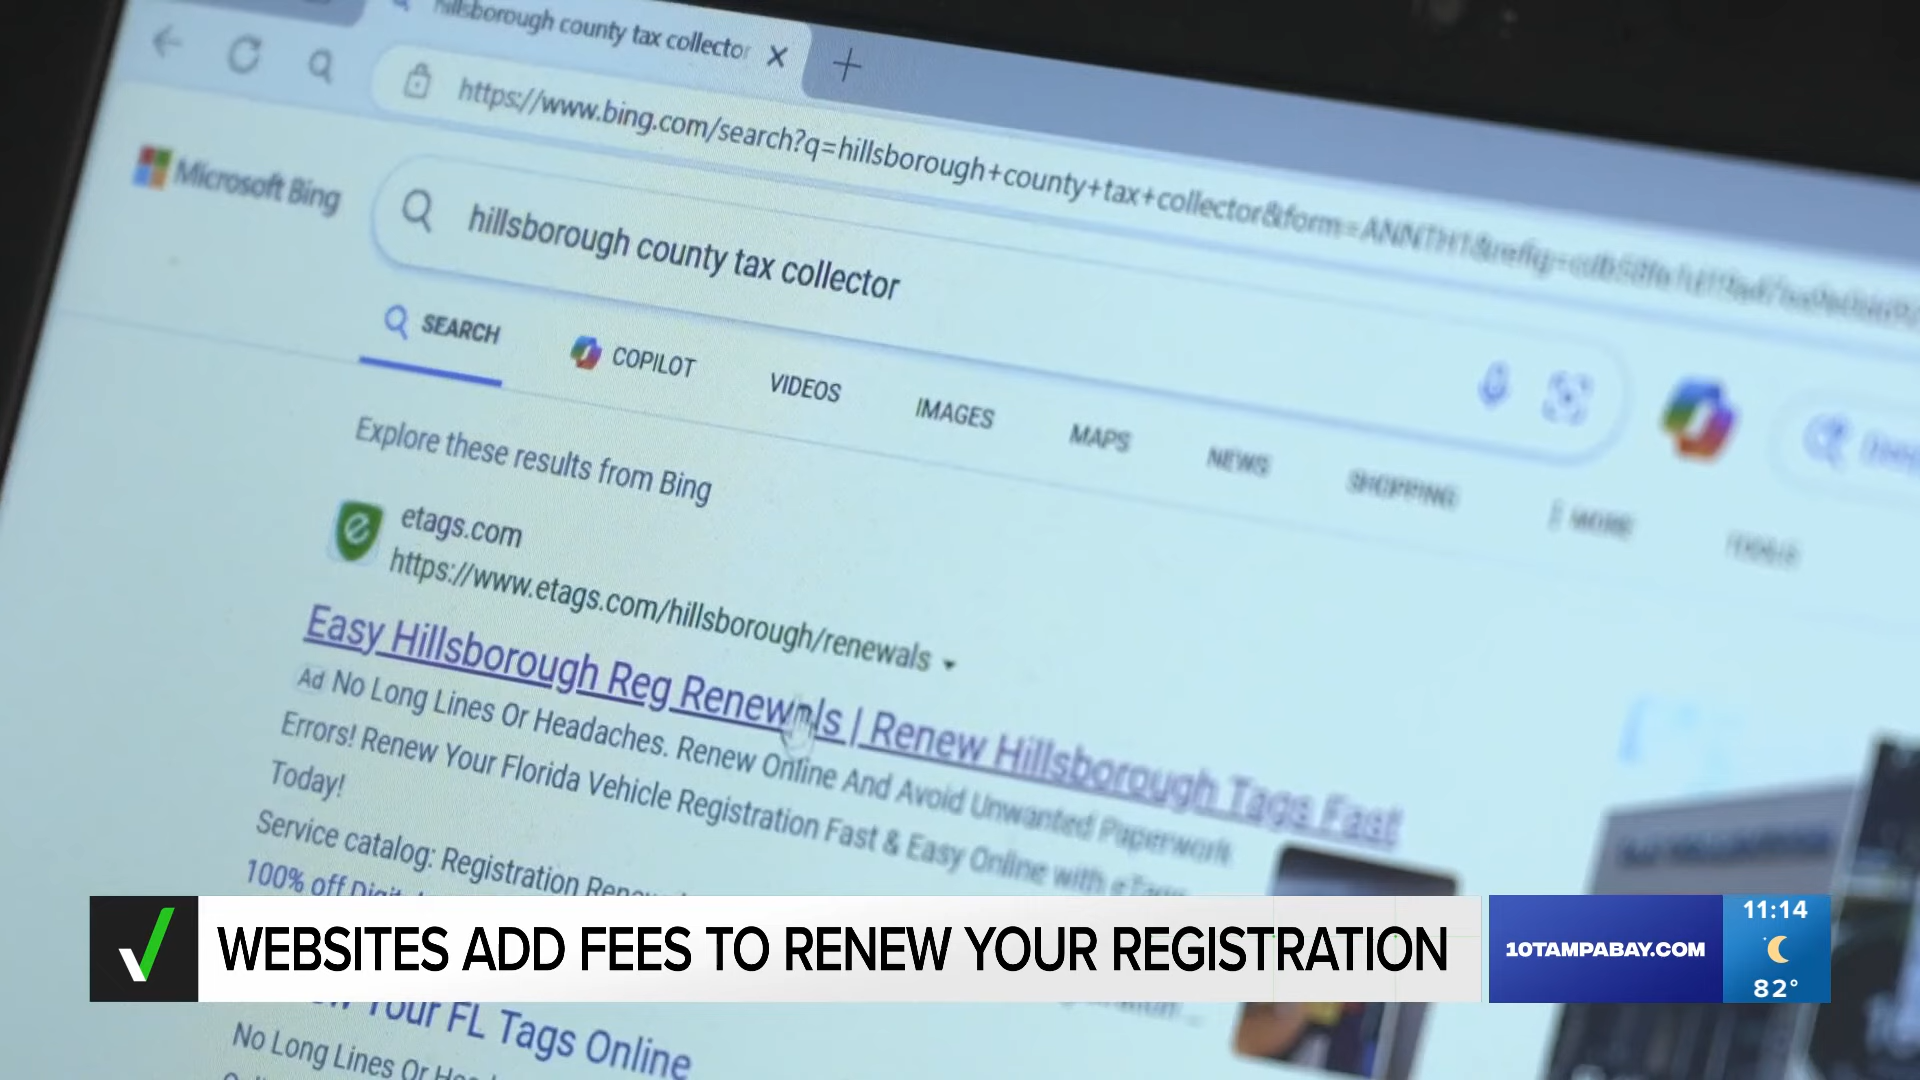 hillsborough county tax collector
https://www.bing.com/search?q=hillsborough+county+tax+collector&form=ANNTH1&refig=
Microsoft Bing
hillsborough county tax collector
SEARCH
COPILOT
VIDEOS
IMAGES
MAPS
NEWS
SHOPPING
MORE
TOOLS
Explore these results from Bing
etags.com
https://www.etags.com/hillsborough/renewals
Easy Hillsborough Reg Renewals | Renew Hillsborough Tags Fast
Ad No Long Lines Or Headaches. Renew Online And Avoid Unwanted Paperwork
Errors! Renew Your Florida Vehicle Registration Fast & Easy Online with eTags
Today!
Service catalog: Registration
100% off
WEBSITES ADD FEES TO RENEW YOUR REGISTRATION
10TAMPABAY.COM
11:14
82°
Your FL Tags Online
No Long Lines Or